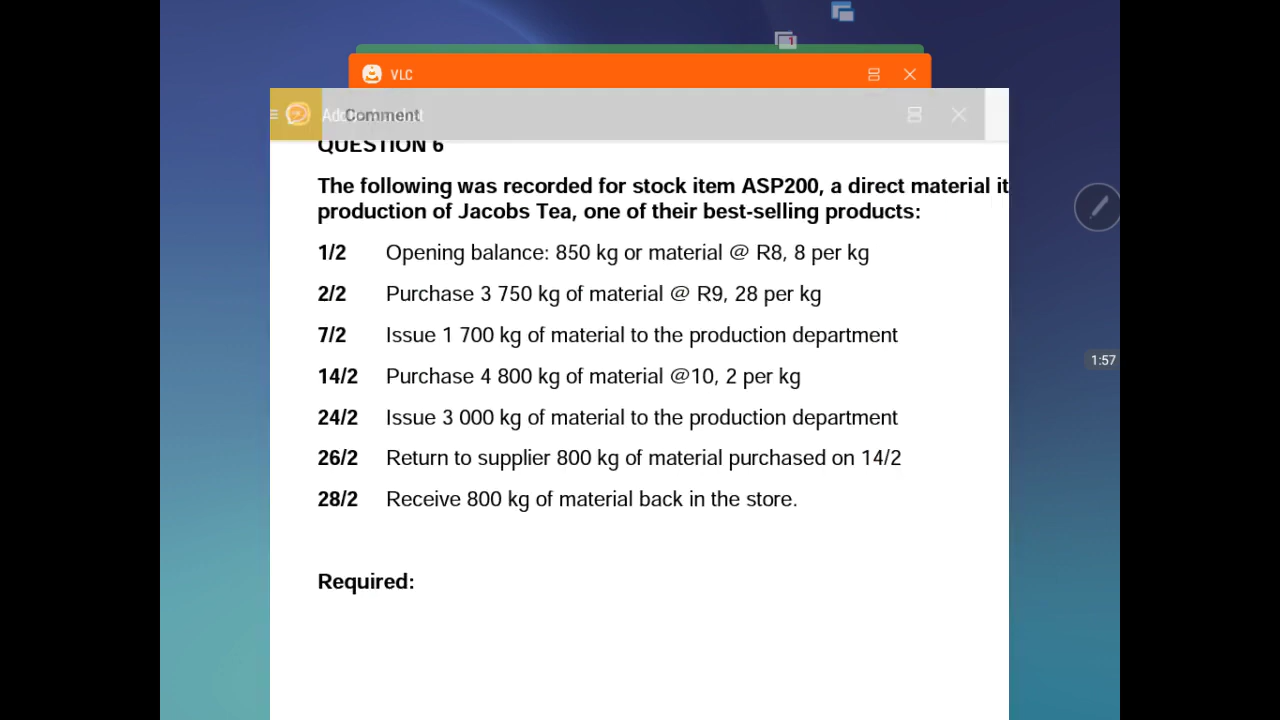 VLC
Comment
QUESTION 6
The following was recorded for stock item ASP200, a direct material it
production of Jacobs Tea, one of their best-selling products:
1/2 Opening balance: 850 kg or material @ R8, 8 per kg
2/2 Purchase 3 750 kg of material @ R9, 28 per kg
7/2 Issue 1 700 kg of material to the production department
14/2 Purchase 4 800 kg of material @10, 2 per kg
1:57
24/2 Issue 3 000 kg of material to the production department
26/2 Return to supplier 800 kg of material purchased on 14/2
28/2 Receive 800 kg of material back in the store.
Required: